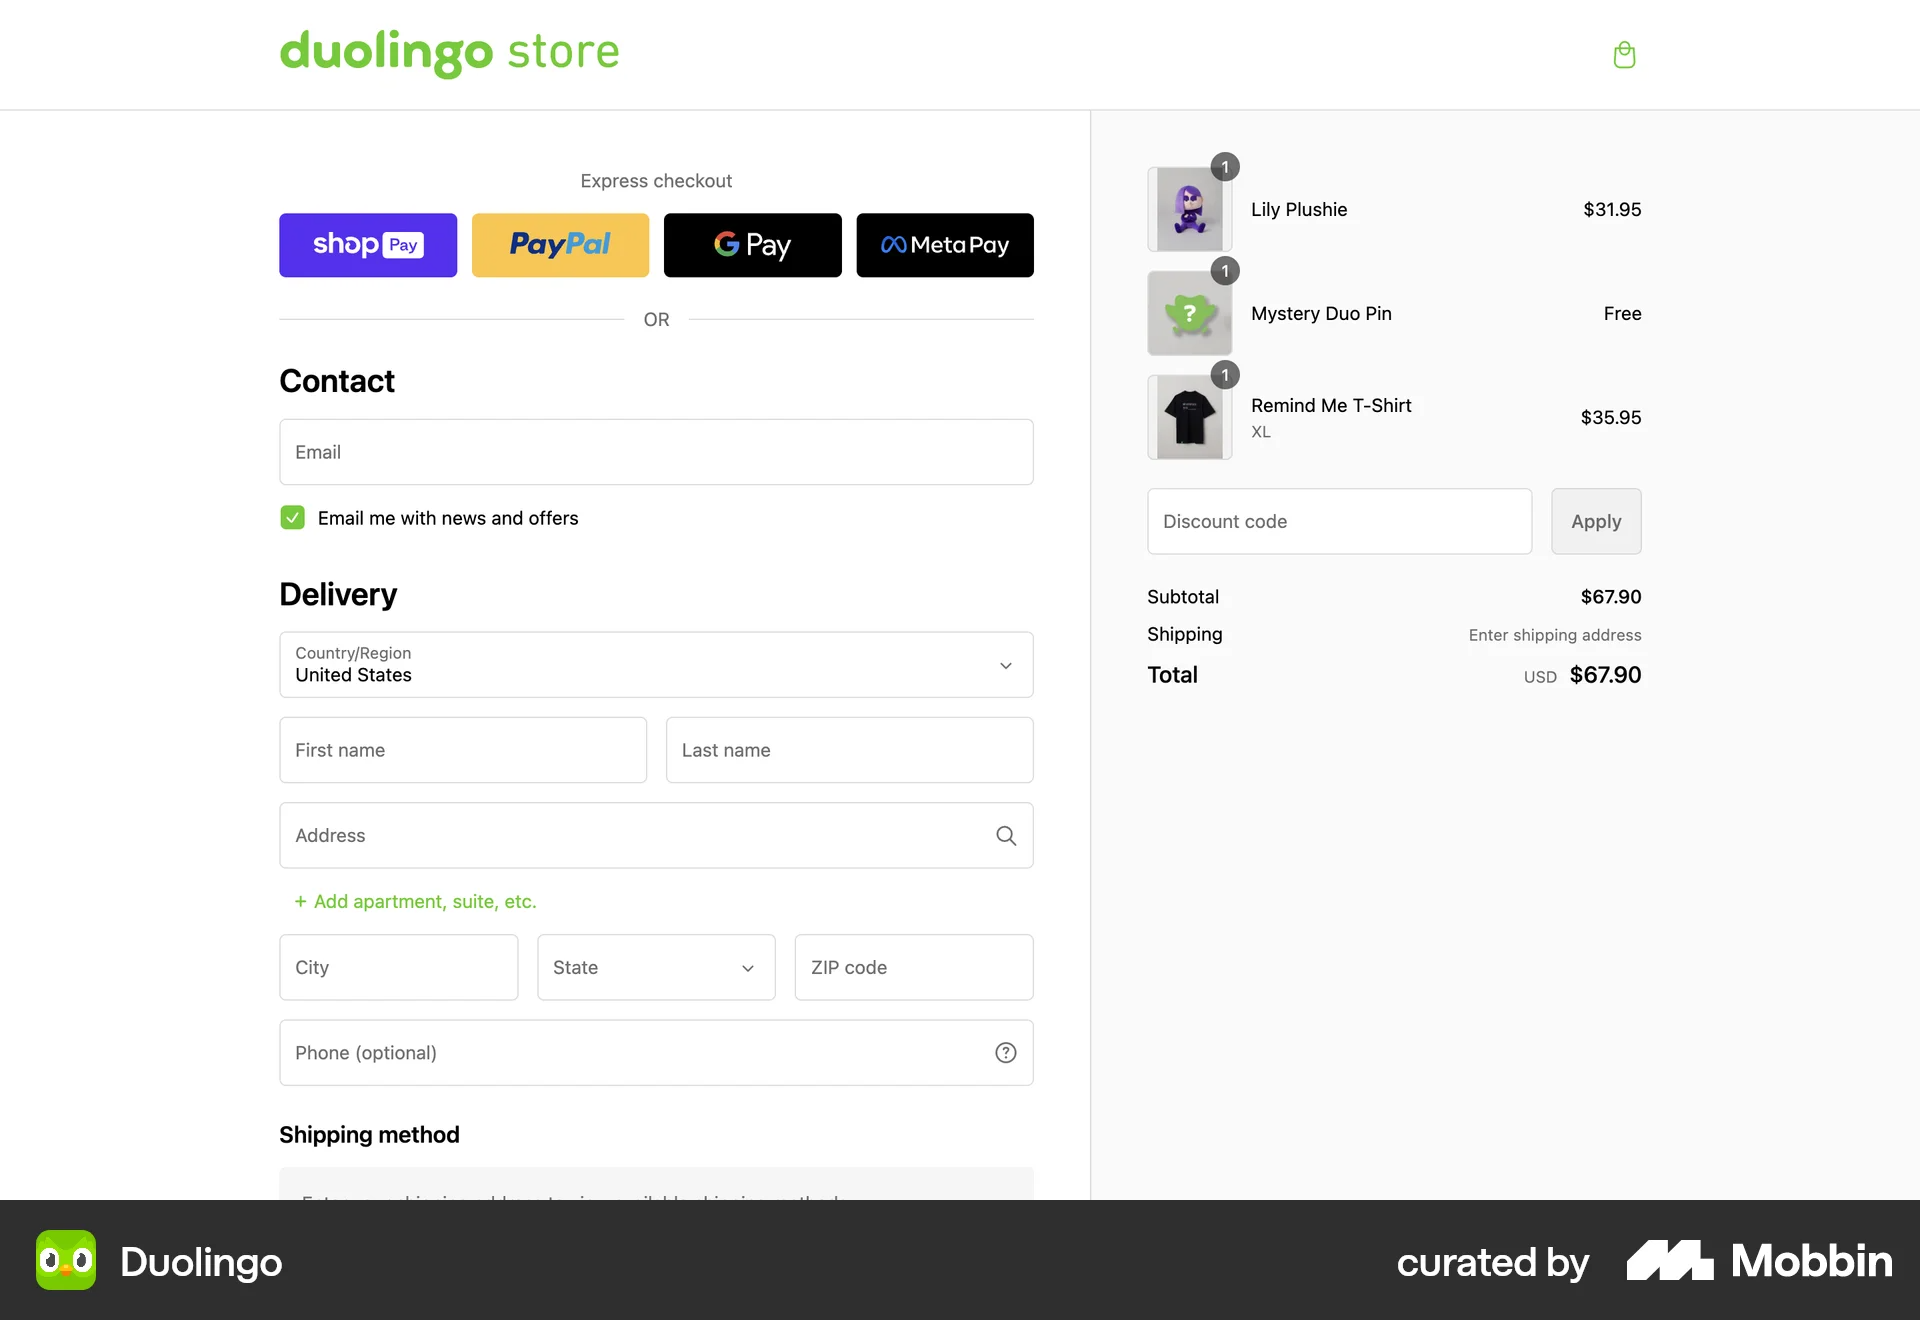 duolingo store
Express checkout
shop Pay
PayPal
G Pay
Meta Pay
OR
Contact
Email
Email me with news and offers
Delivery
Country/Region
United States
First name
Last name
Address
+ Add apartment, suite, etc.
City
State
ZIP code
Phone (optional)
?
Shipping method
1
Lily Plushie
$31.95
1
?
Mystery Duo Pin
Free
1
Remind Me T-Shirt
XL
$35.95
Discount code
Apply
Subtotal
$67.90
Shipping
Enter shipping address
Total
USD $67.90
Duolingo
curated by
Mobbin